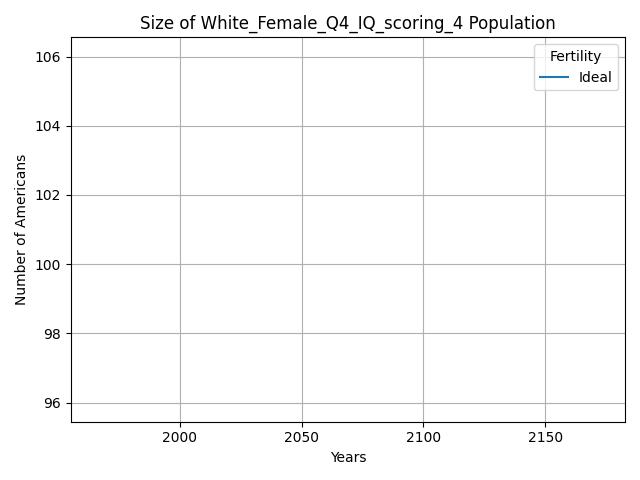 Size of White_Female_Q4_IQ_scoring_4 Population
Fertility
Ideal
106
104
102
100
98
96
Number of Americans
2000
2050
2100
2150
Years